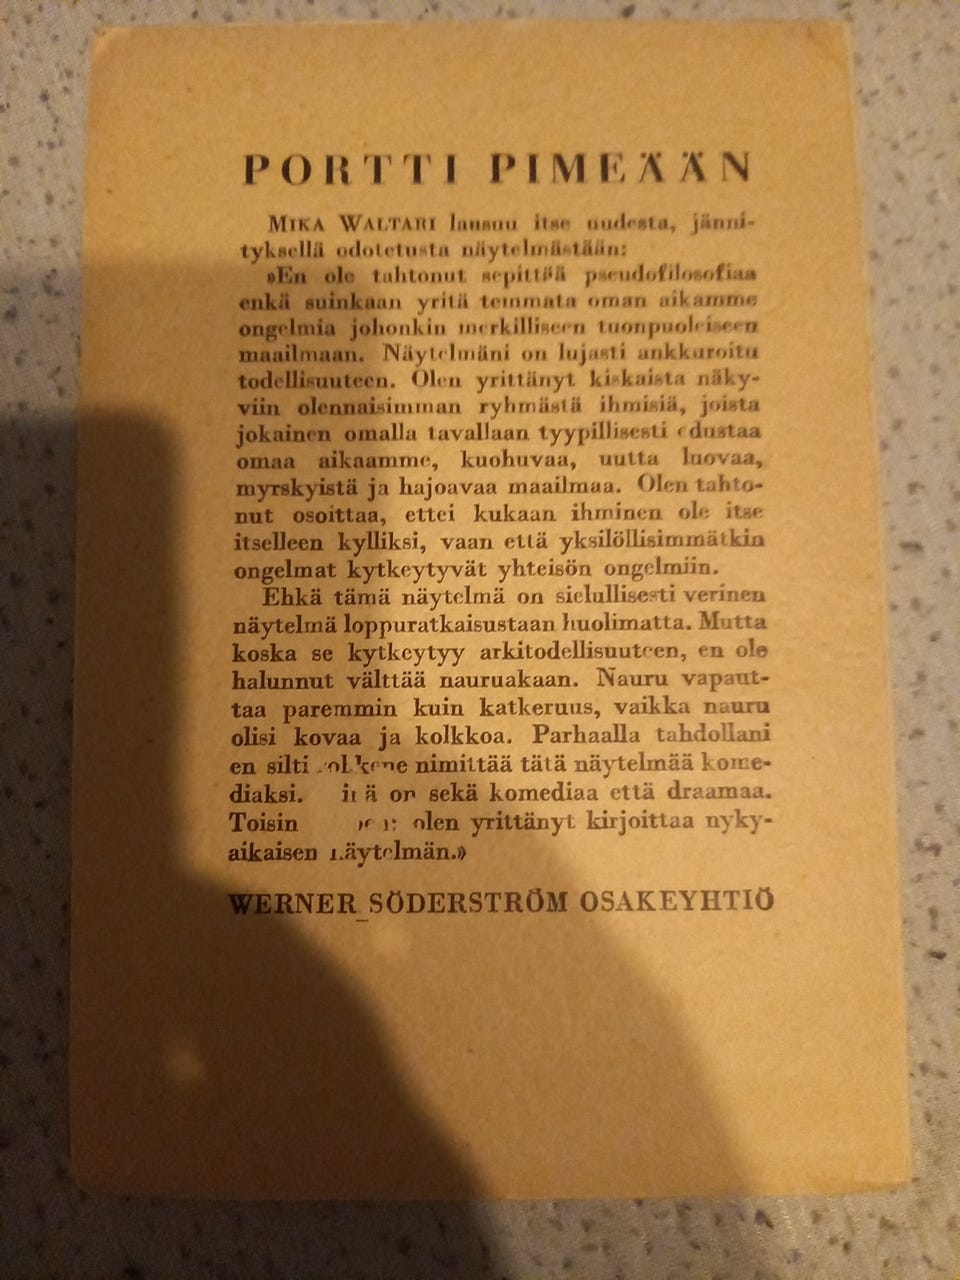 PORTTI PIMEÄÄN
MIKA WALTARI lausuu itse uudesta, jänni-
tyksellä odotetusta näytelmästään:
»En ole tahtonut sepittää pseudofilosofiaa
enkä suinkaan yritä temmata oman aikamme
ongelmia johonkin merkilliseen tuonpuoleiseen
maailmaan. Näytelmäni on lujasti ankkuroitu
todellisuuteen. Olen yrittänyt kiskaista näky-
viin olennaisimman ryhmästä ihmisiä, joista
jokainen omalla tavallaan tyypillisesti edustaa
omaa aikaamme, kuohuvaa, uutta luovaa,
myrskyistä ja hajoavaa maailmaa. Olen tahto-
nut osoittaa, ettei kukaan ihminen ole itse
itselleen kylliksi, vaan että yksilöllisimmätkin
ongelmat kytkeytyvät yhteisön ongelmiin.
Ehkä tämä näytelmä on sielullisesti verinen
näytelmä loppuratkaisustaan huolimatta. Mutta
koska se kytkeytyy arkitodellisuuteen, en ole
halunnut välttää nauruakaan. Nauru vapaut-
taa paremmin kuin katkeruus, vaikka nauru
olisi kovaa ja kolkkoa. Parhaalla tahdollani
en silti nimittää tätä näytelmää kome-
diaksi. on sekä komediaa että draamaa.
Toisin olen yrittänyt kirjoittaa nyky-
aikaisen näytelmän.»
WERNER SÖDERSTRÖM OSAKEYHTIÖ